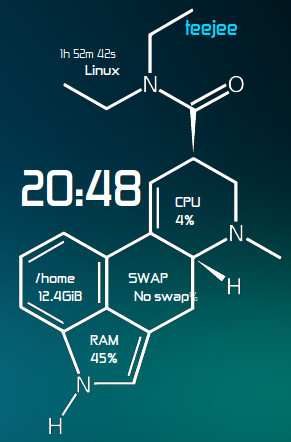 teejee
1h 52m 42s
Linux
N
O
20:48
CPU
4%
N
H
/home
12.4GiB
SWAP
No swap%
RAM
45%
N
H